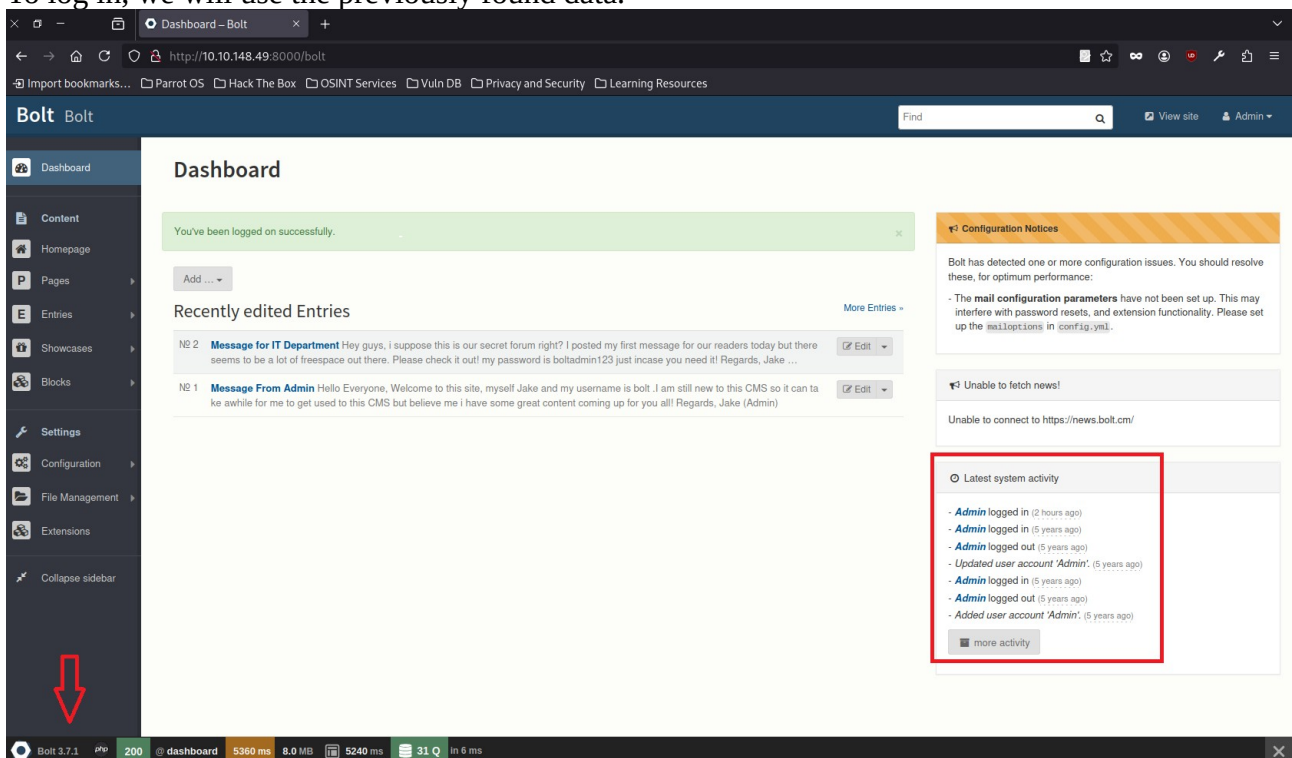 To log in, we will use the previously found data.
Dashboard – Bolt × +
http://10.10.148.49:8000/bolt
Import bookmarks... Parrot OS Hack The Box OSINT Services Vuln DB Privacy and Security Learning Resources
Bolt Bolt
Find
View site
Admin
Dashboard
Content
Homepage
P Pages
E Entries
Showcases
Blocks
Settings
Configuration
File Management
Extensions
Collapse sidebar
Dashboard
You've been logged on successfully. ×
Add ...
Recently edited Entries
More Entries »
№ 2 Message for IT Department Hey guys, i suppose this is our secret forum right? I posted my first message for our readers today but there
seems to be a lot of freespace out there. Please check it out! my password is boltadmin123 just incase you need it! Regards, Jake ...
Edit
№ 1 Message From Admin Hello Everyone, Welcome to this site, myself Jake and my username is bolt .I am still new to this CMS so it can ta
ke awhile for me to get used to this CMS but believe me i have some great content coming up for you all! Regards, Jake (Admin)
Edit
Configuration Notices
Bolt has detected one or more configuration issues. You should resolve
these, for optimum performance:
- The mail configuration parameters have not been set up. This may
interfere with password resets, and extension functionality. Please set
up the mailoptions in config.yml.
Unable to fetch news!
Unable to connect to https://news.bolt.cm/
Latest system activity
- Admin logged in (2 hours ago)
- Admin logged in (5 years ago)
- Admin logged out (5 years ago)
- Updated user account 'Admin'. (5 years ago)
- Admin logged in (5 years ago)
- Admin logged out (5 years ago)
- Added user account 'Admin'. (5 years ago)
more activity
Bolt 3.7.1 php 200 @ dashboard 5360 ms 8.0 MB 5240 ms 31 Q in 6 ms ×